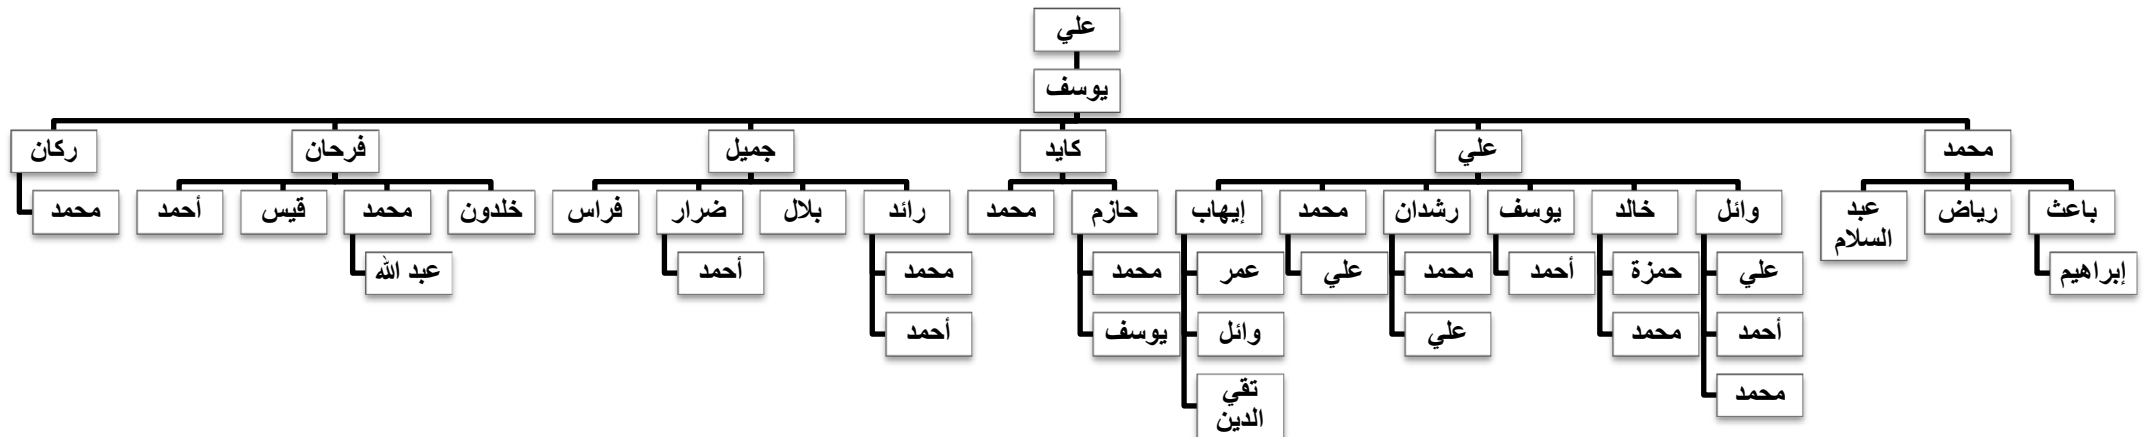 علي
يوسف
محمد
علي
كايد
جميل
فرحان
ركان
باعث
رياض
عبد
السلام
وائل
خالد
يوسف
رشدان
محمد
إيهاب
حازم
محمد
رائد
بلال
ضرار
فراس
خلدون
محمد
قيس
أحمد
محمد
إبراهيم
علي
حمزة
أحمد
محمد
علي
عمر
محمد
محمد
أحمد
عبد الله
أحمد
محمد
علي
وائل
يوسف
أحمد
محمد
تقي
الدين